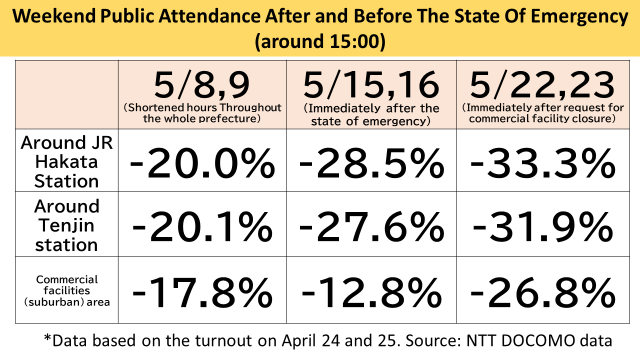 Weekend Public Attendance After and Before The State Of Emergency
(around 15:00)
5/8,9
(Shortened hours Throughout
the whole prefecture)
5/15,16
(Immediately after the
state of emergency)
5/22,23
(Immediately after request for
commercial facility closure)
Around JR
Hakata
Station
-20.0%
-28.5%
-33.3%
Around
Tenjin
station
-20.1%
-27.6%
-31.9%
Commercial
facilities
(suburban) area
-17.8%
-12.8%
-26.8%
*Data based on the turnout on April 24 and 25. Source: NTT DOCOMO data